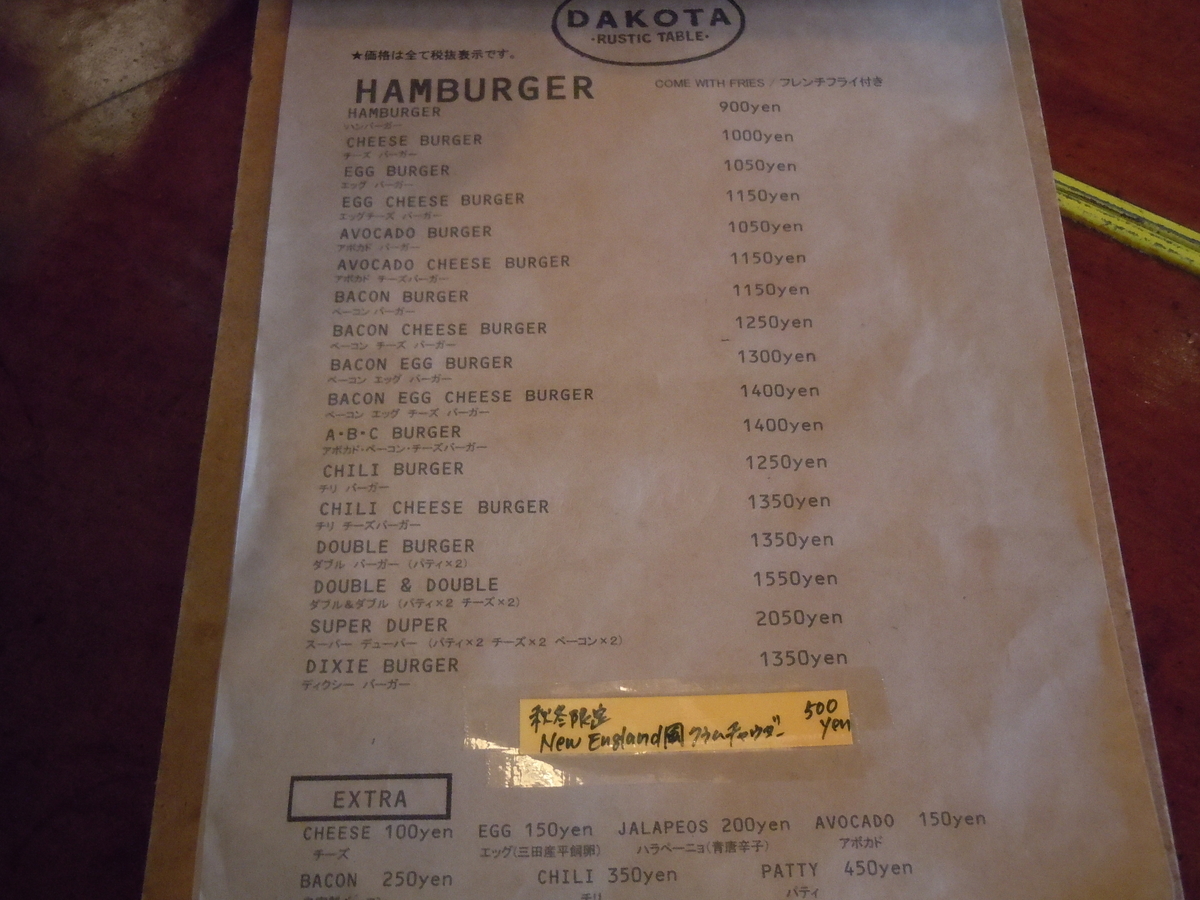 DAKOTA
・RUSTIC TABLE・
★価格は全て税抜表示です。
HAMBURGER COME WITH FRIES / フレンチフライ付き
HAMBURGER 900yen
ハンバーガー
CHEESE BURGER 1000yen
チーズ バーガー
EGG BURGER 1050yen
エッグ バーガー
EGG CHEESE BURGER 1150yen
エッグチーズ バーガー
AVOCADO BURGER 1050yen
アボカド バーガー
AVOCADO CHEESE BURGER 1150yen
アボカド チーズバーガー
BACON BURGER 1150yen
ベーコン バーガー
BACON CHEESE BURGER 1250yen
ベーコン チーズ バーガー
BACON EGG BURGER 1300yen
ベーコン エッグ バーガー
BACON EGG CHEESE BURGER 1400yen
ベーコン エッグ チーズ バーガー
A・B・C BURGER 1400yen
アボカド・ベーコン・チーズバーガー
CHILI BURGER 1250yen
チリ バーガー
CHILI CHEESE BURGER 1350yen
チリ チーズバーガー
DOUBLE BURGER 1350yen
ダブル バーガー (パティ×2)
DOUBLE & DOUBLE 1550yen
ダブル&ダブル (パティ×2 チーズ×2)
SUPER DUPER 2050yen
スーパー デューパー (パティ×2 チーズ×2 ベーコン×2)
DIXIE BURGER 1350yen
ディクシー バーガー
秋冬限定 500
New England風 クラムチャウダー yen
EXTRA
CHEESE 100yen EGG 150yen JALAPEOS 200yen AVOCADO 150yen
チーズ エッグ(三田産平飼卵) ハラペーニョ(青唐辛子) アボカド
BACON 250yen CHILI 350yen PATTY 450yen
チリ パティ